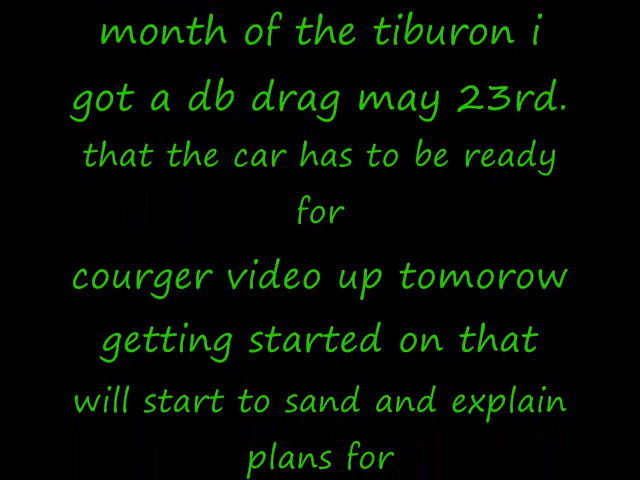 month of the tiburon i
got a db drag may 23rd.
that the car has to be ready
for
courger video up tomorow
getting started on that
will start to sand and explain
plans for